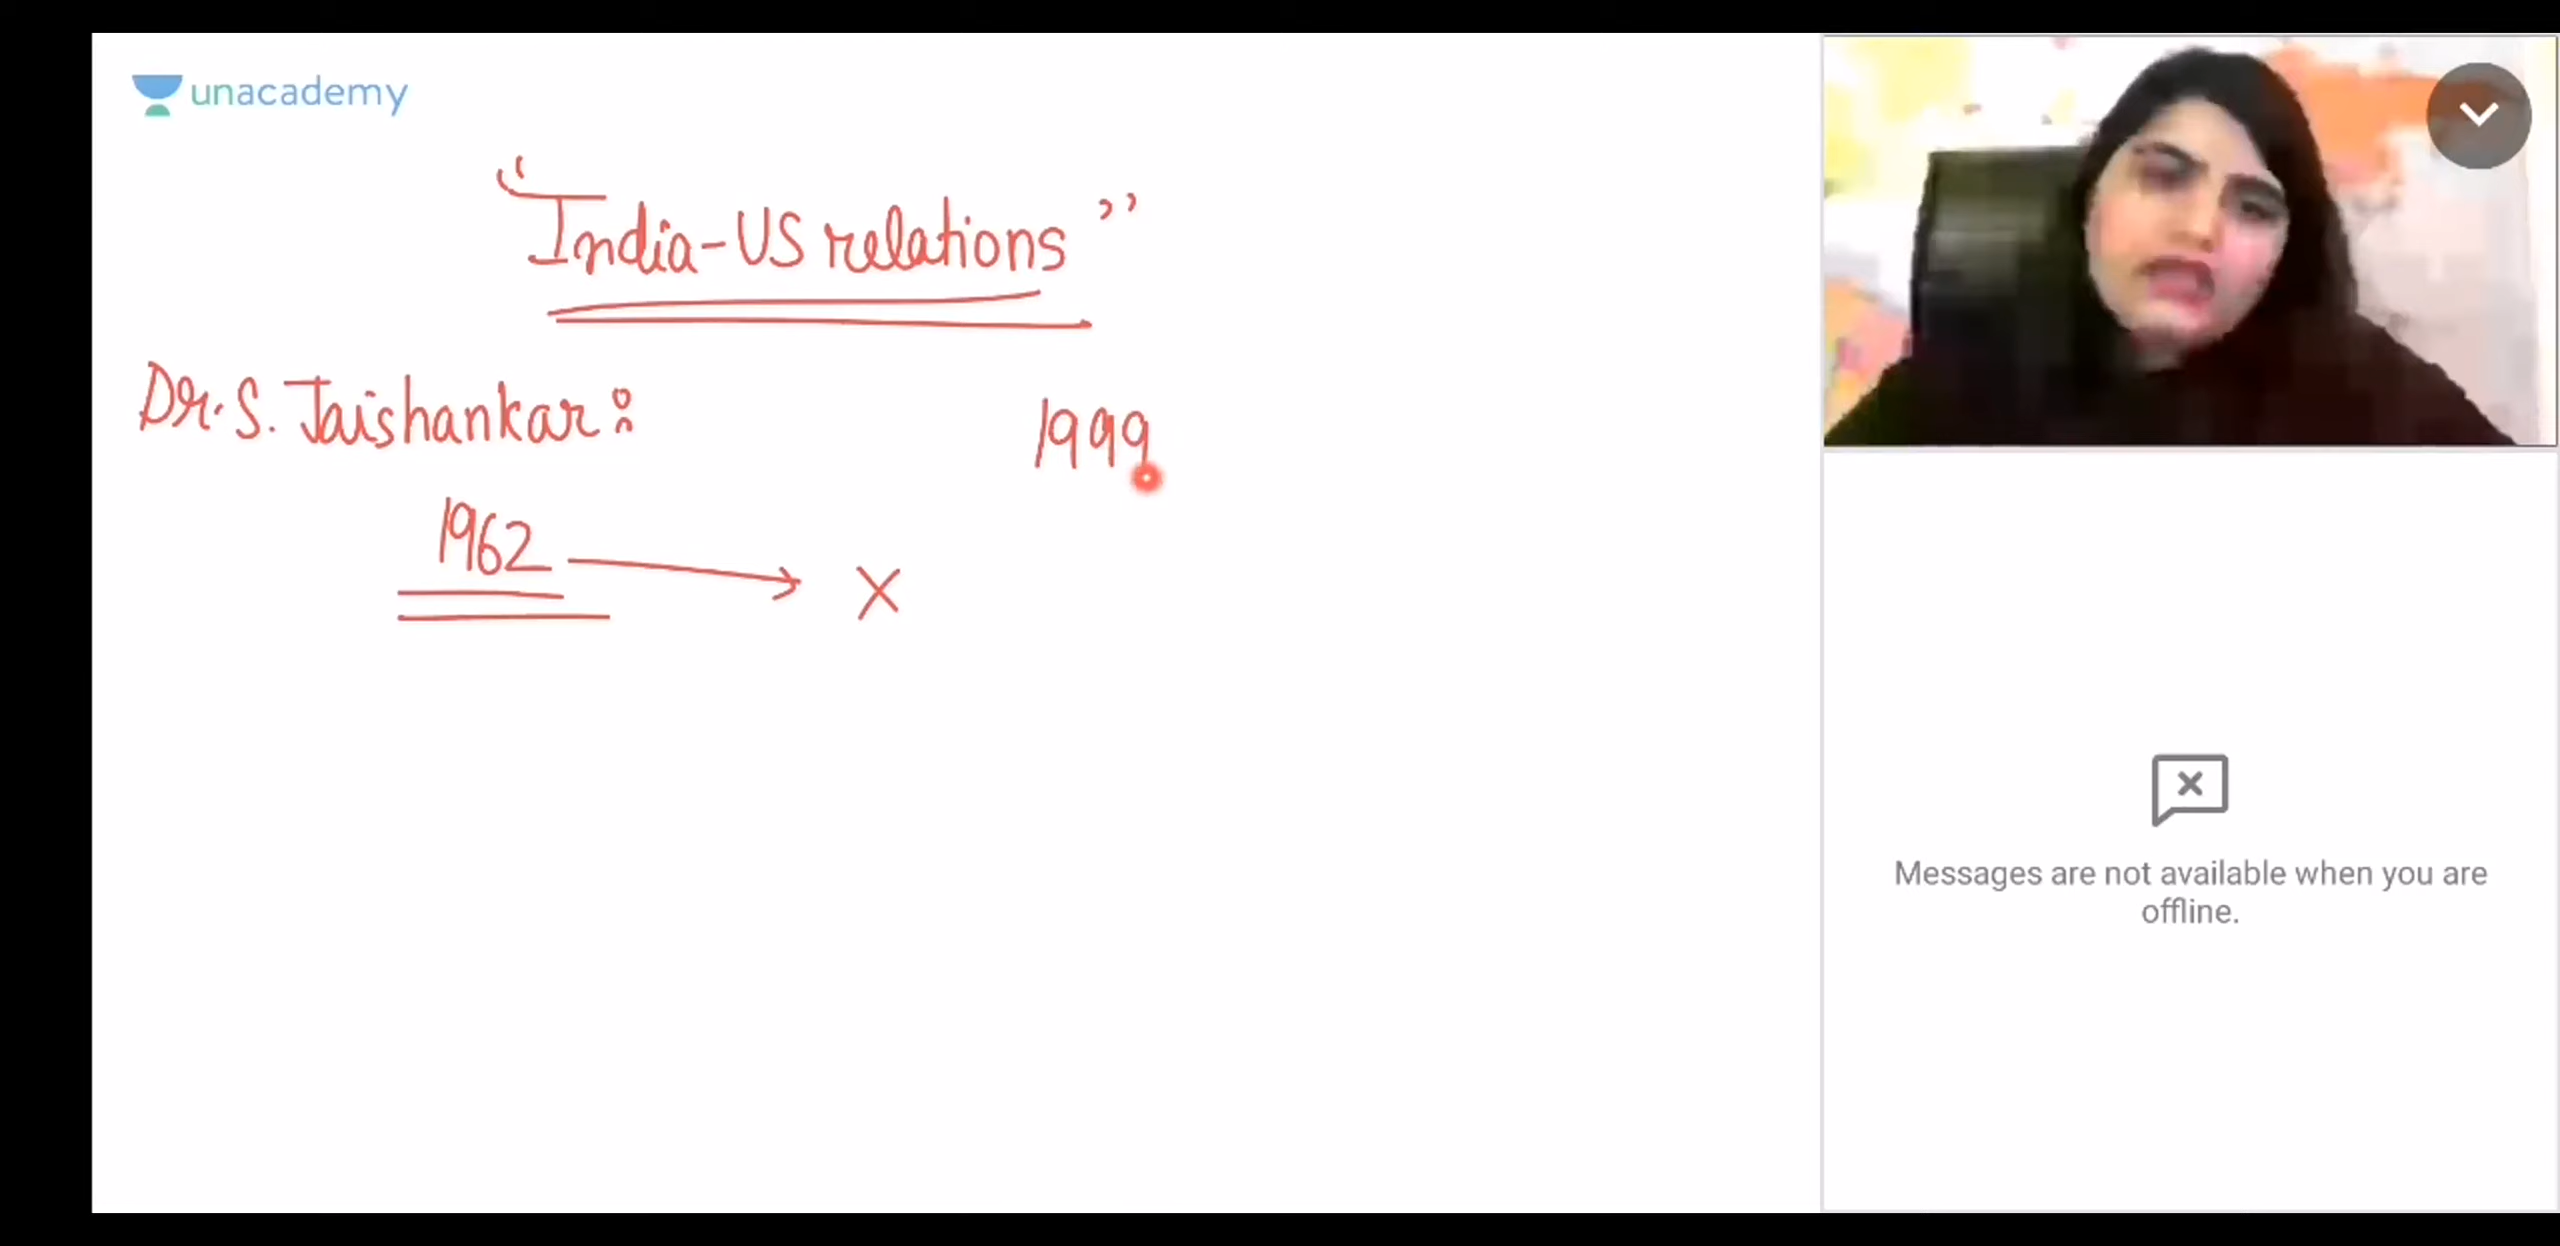 unacademy
"India-US relations"
Dr. S. Jaishankar:
1999
1962 → X
Messages are not available when you are
offline.